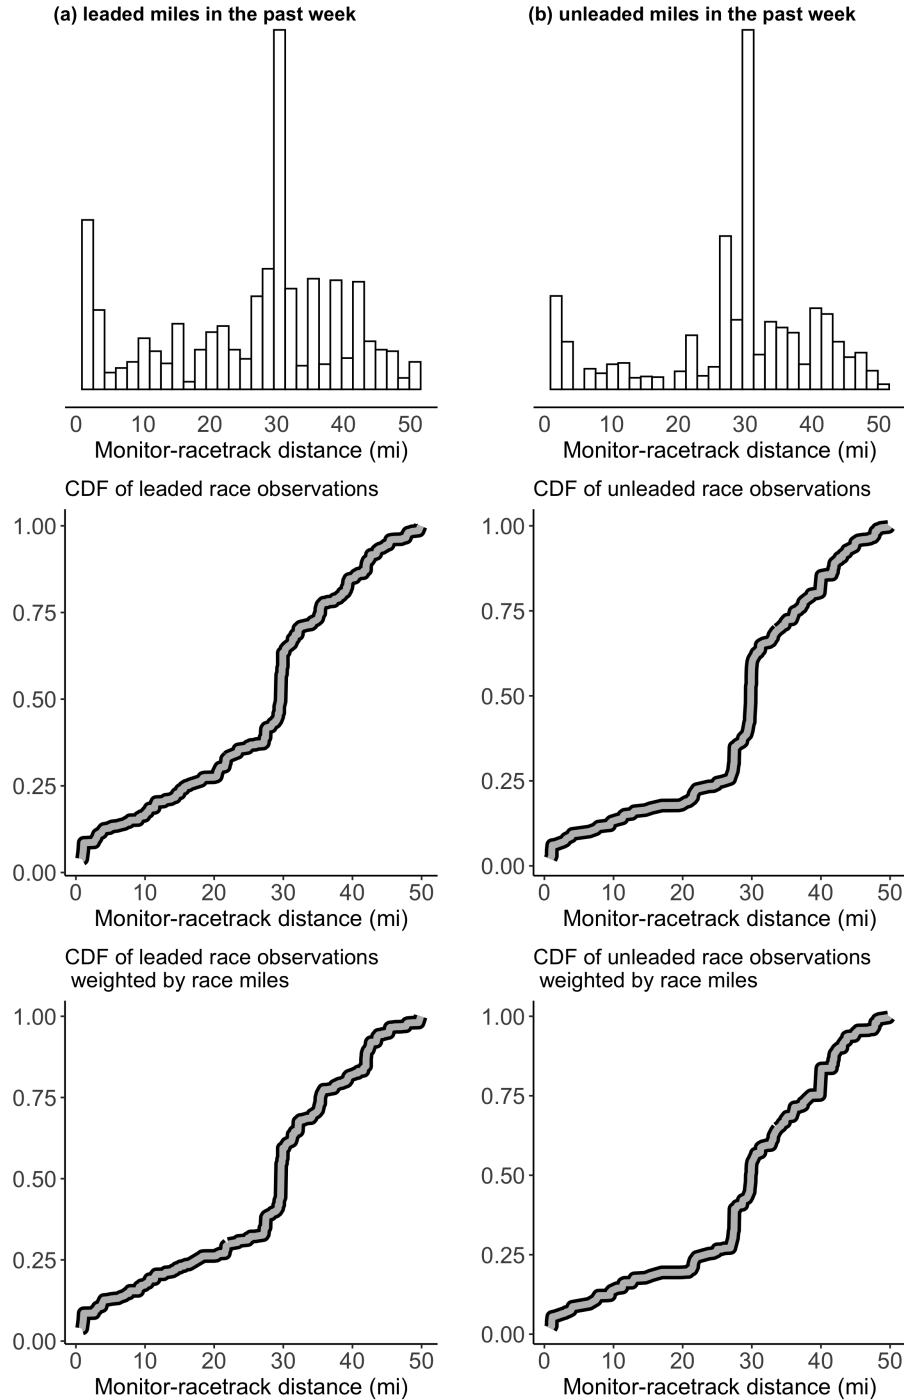 (a) leaded miles in the past week
(b) unleaded miles in the past week
0 10 20 30 40 50
Monitor-racetrack distance (mi)
0 10 20 30 40 50
Monitor-racetrack distance (mi)
CDF of leaded race observations
1.00
0.75
0.50
0.25
0.00
0 10 20 30 40 50
Monitor-racetrack distance (mi)
CDF of unleaded race observations
1.00
0.75
0.50
0.25
0.00
0 10 20 30 40 50
Monitor-racetrack distance (mi)
CDF of leaded race observations
weighted by race miles
1.00
0.75
0.50
0.25
0.00
0 10 20 30 40 50
Monitor-racetrack distance (mi)
CDF of unleaded race observations
weighted by race miles
1.00
0.75
0.50
0.25
0.00
0 10 20 30 40 50
Monitor-racetrack distance (mi)